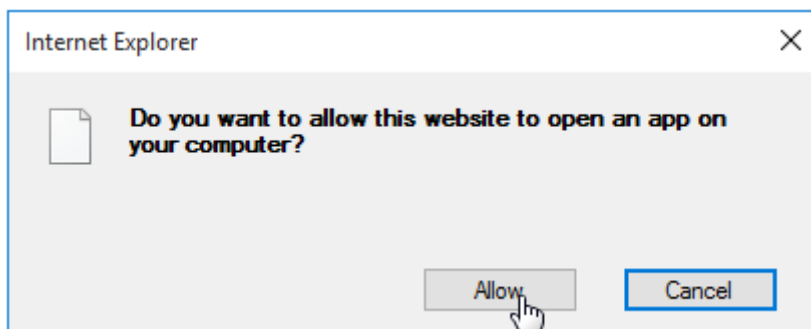 Internet Explorer
Do you want to allow this website to open an app on
your computer?
Allow
Cancel